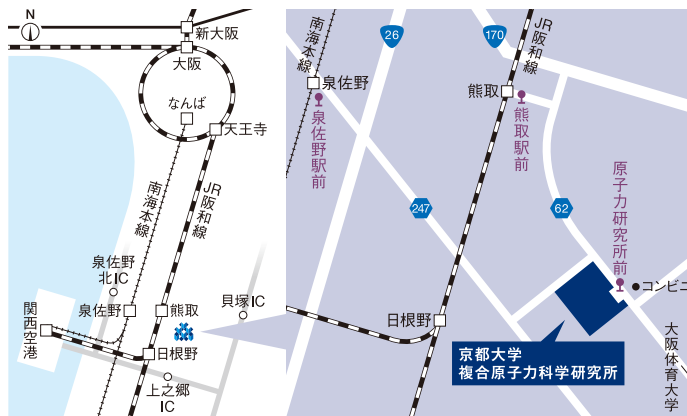 N
新大阪
大阪
なんば
天王寺
南海本線
JR阪和線
泉佐野
北IC
泉佐野
熊取
貝塚IC
関西空港
日根野
上之郷
IC
南海本線
26
170
JR阪和線
泉佐野
熊取
泉佐野駅前
熊取駅前
原子力研究所前
247
62
コンビニ
日根野
京都大学
複合原子力科学研究所
大阪体育大学